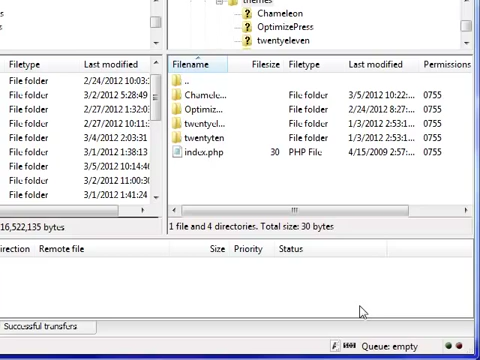 themes
Chameleon
OptimizePress
twentyeleven
Filetype Last modified
File folder 2/24/2012 10:03:
File folder 3/2/2012 5:28:49
File folder 2/27/2012 1:32:0
File folder 2/27/2012 10:11:
File folder 3/4/2012 2:03:31
File folder 3/1/2012 1:38:13
File folder 3/5/2012 10:14:4
File folder 3/2/2012 11:00:3
File folder 3/1/2012 1:41:24
16,522,135 bytes
Filename Filesize Filetype Last modified Permissions
..
Chamele... File folder 3/5/2012 10:22:... 0755
Optimiz... File folder 2/24/2012 8:27:... 0755
twentyel... File folder 1/3/2012 2:53:1... 0755
twentyten File folder 1/3/2012 2:53:1... 0755
index.php 30 PHP File 4/15/2009 2:57:... 0755
1 file and 4 directories. Total size: 30 bytes
irection Remote file Size Priority Status
Successful transfers
Queue: empty